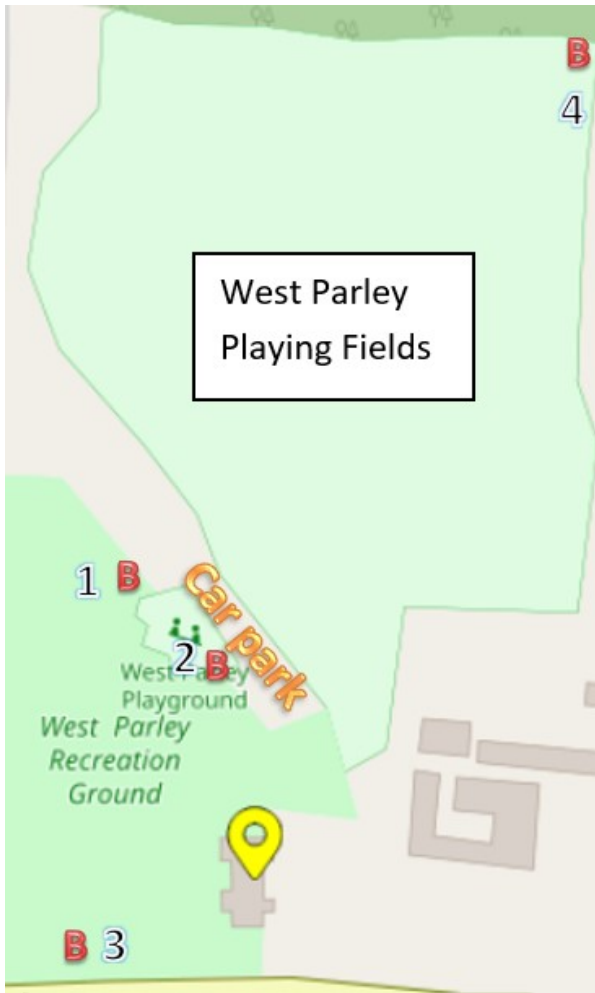 B
4
West Parley
Playing Fields
1 B
Car park
2 B
West Parley
Playground
West Parley
Recreation
Ground
B 3